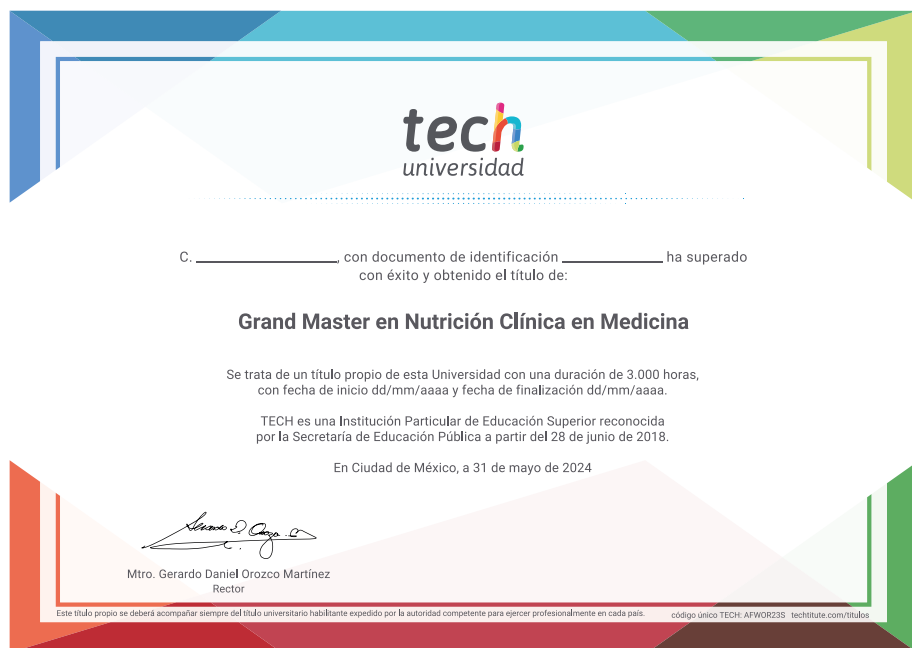 tech
universidad
C. ____________________, con documento de identificación ______________ ha superado
con éxito y obtenido el título de:
Grand Master en Nutrición Clínica en Medicina
Se trata de un título propio de esta Universidad con una duración de 3.000 horas,
con fecha de inicio dd/mm/aaaa y fecha de finalización dd/mm/aaaa.
TECH es una Institución Particular de Educación Superior reconocida
por la Secretaría de Educación Pública a partir del 28 de junio de 2018.
En Ciudad de México, a 31 de mayo de 2024
Mtro. Gerardo Daniel Orozco Martínez
Rector
Este título propio se deberá acompañar siempre del título universitario habilitante expedido por la autoridad competente para ejercer profesionalmente en cada país. código único TECH: AFWOR23S techtitute.com/titulos